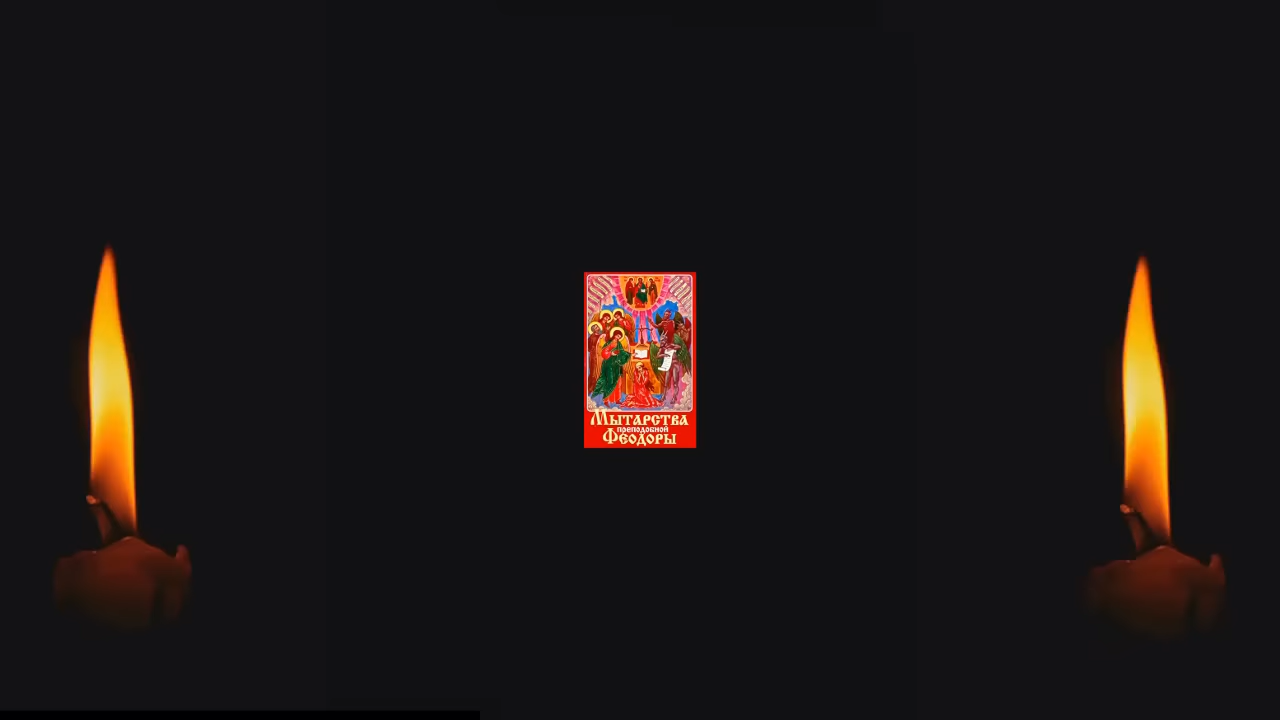 Мытарства
преподобной
Феодоры